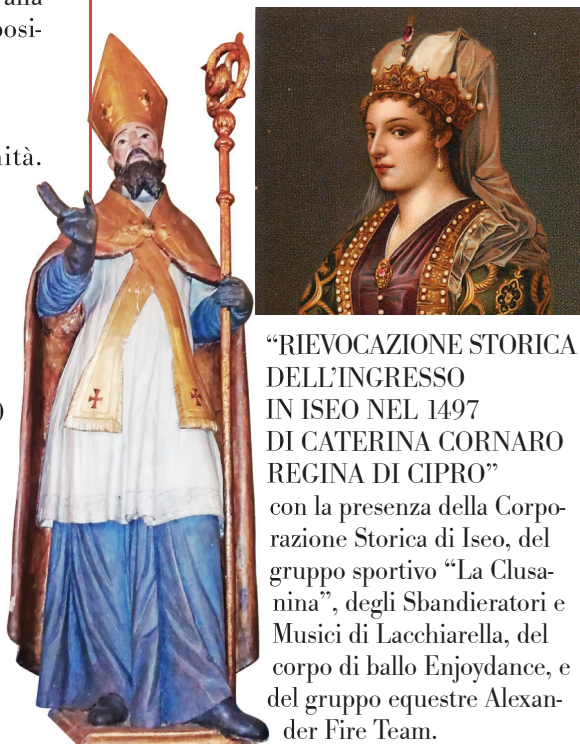 posi-
nità.
“RIEVOCAZIONE STORICA
DELL’INGRESSO
IN ISEO NEL 1497
DI CATERINA CORNARO
REGINA DI CIPRO”
con la presenza della Corpo-
razione Storica di Iseo, del
gruppo sportivo “La Clusa-
nina”, degli Sbandieratori e
Musici di Lacchiarella, del
corpo di ballo Enjoydance, e
del gruppo equestre Alexan-
der Fire Team.